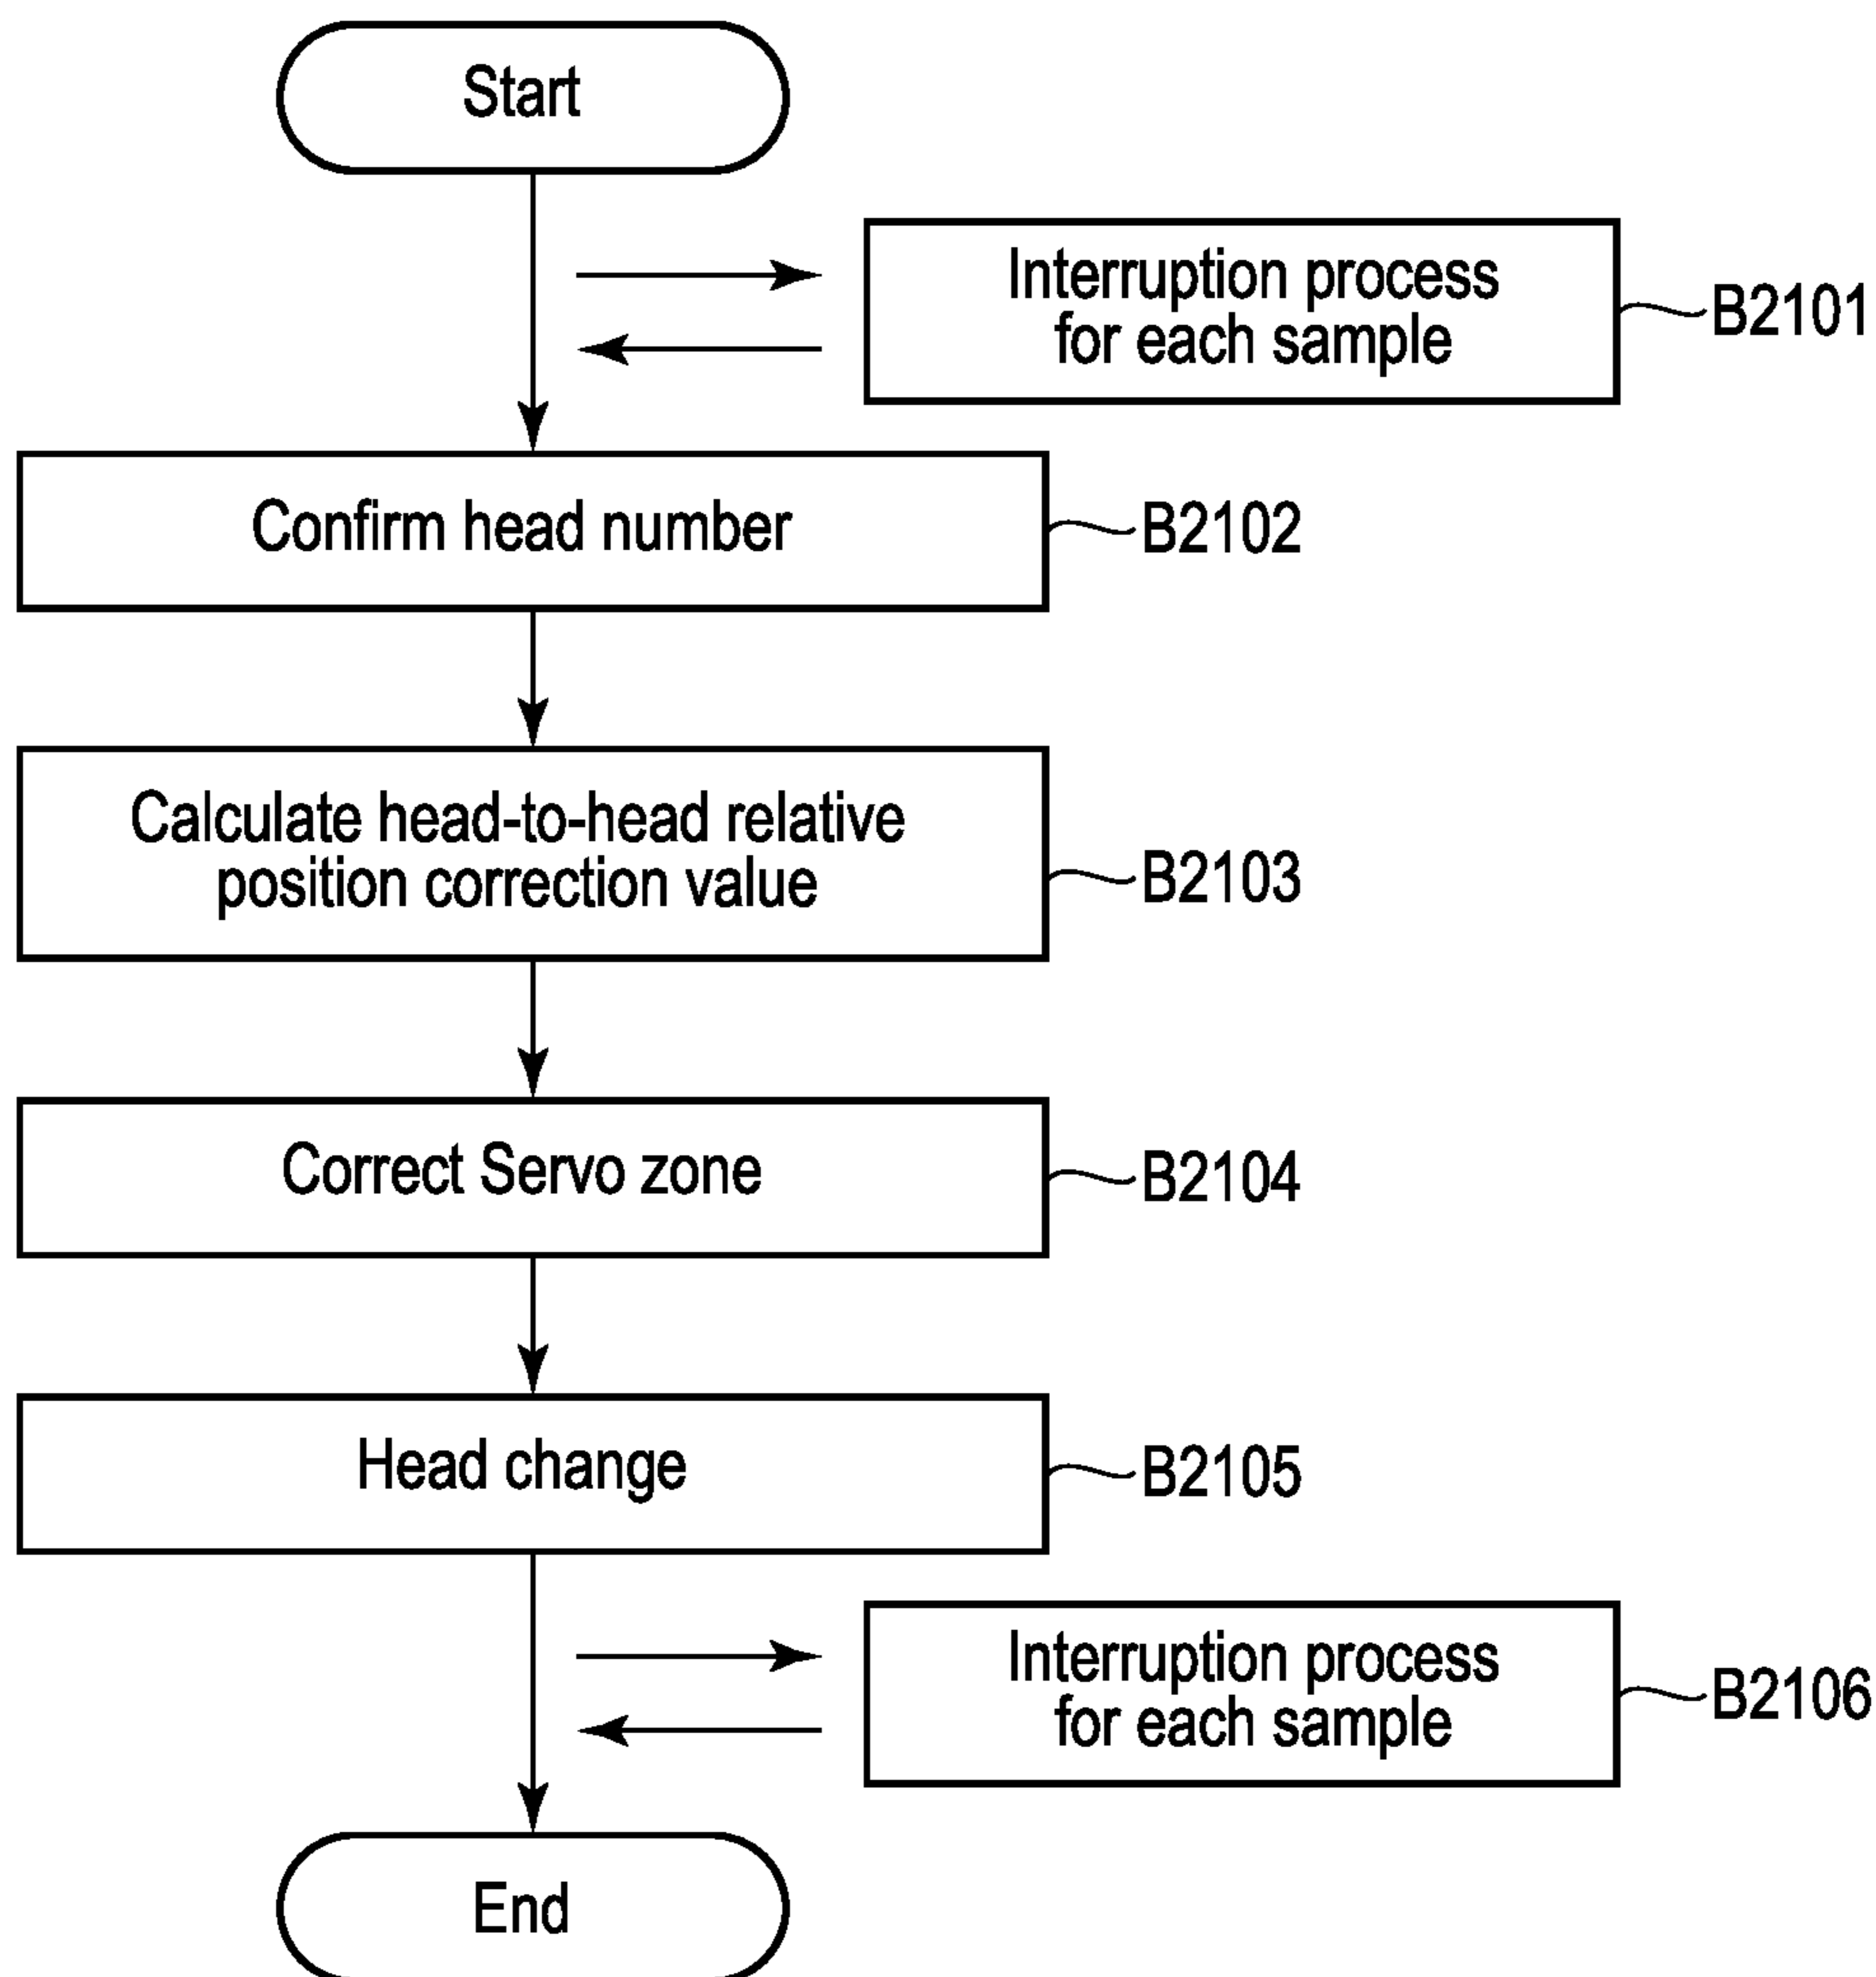 Start
Interruption process
for each sample
B2101
Confirm head number
B2102
Calculate head-to-head relative
position correction value
B2103
Correct Servo zone
B2104
Head change
B2105
Interruption process
for each sample
B2106
End